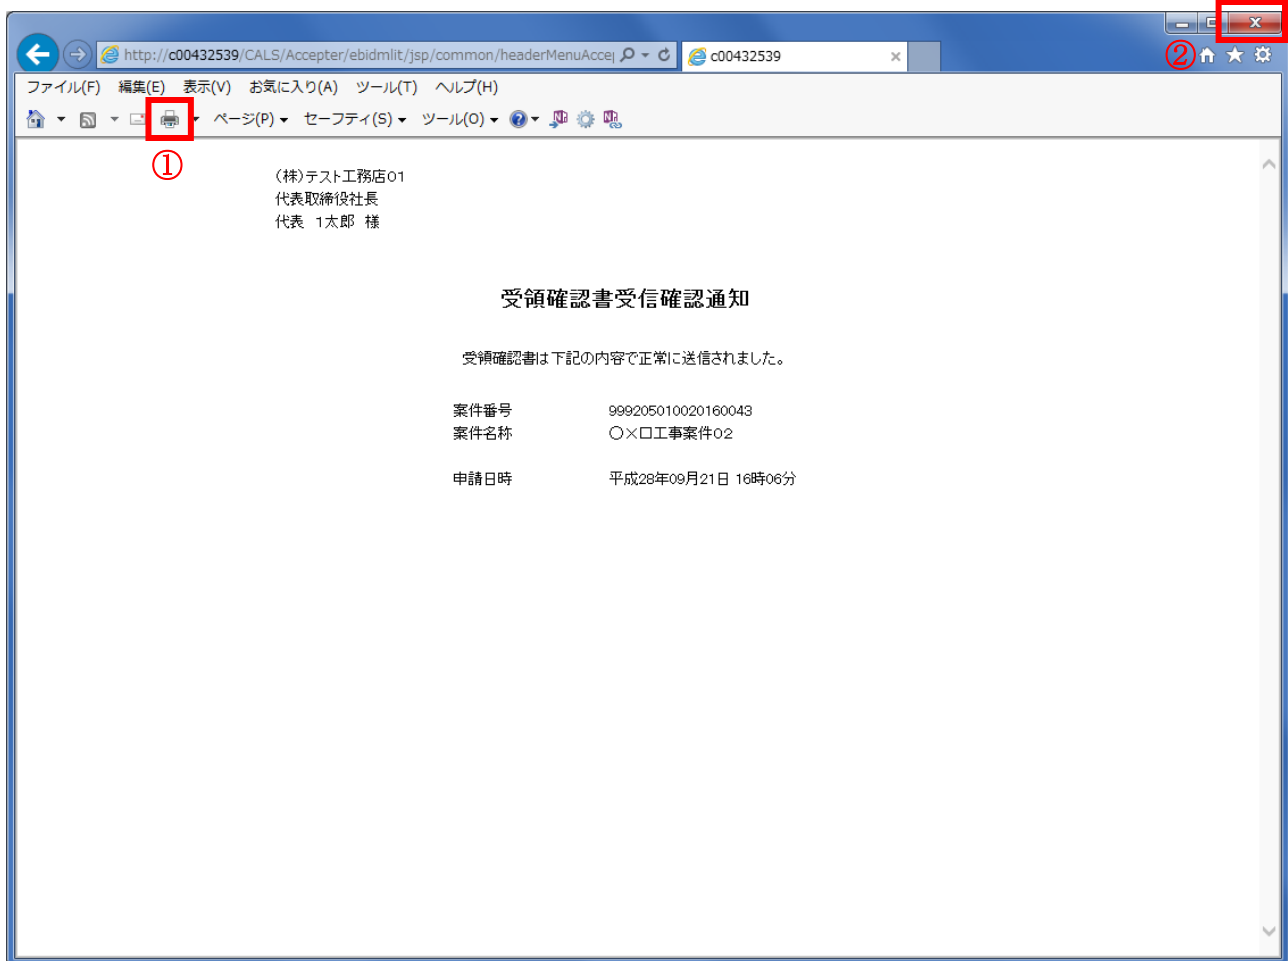 ②
http://c00432539/CALS/Accepter/ebidmlit/jsp/common/headerMenuAccej
c00432539
ファイル(F) 編集(E) 表示(V) お気に入り(A) ツール(T) ヘルプ(H)
ページ(P) セーフティ(S) ツール(O)
①
(株)テスト工務店01
代表取締役社長
代表 1太郎 様
受領確認書受信確認通知
受領確認書は下記の内容で正常に送信されました。
案件番号 999205010020160043
案件名称 ○×口工事案件02
申請日時 平成28年09月21日 16時06分